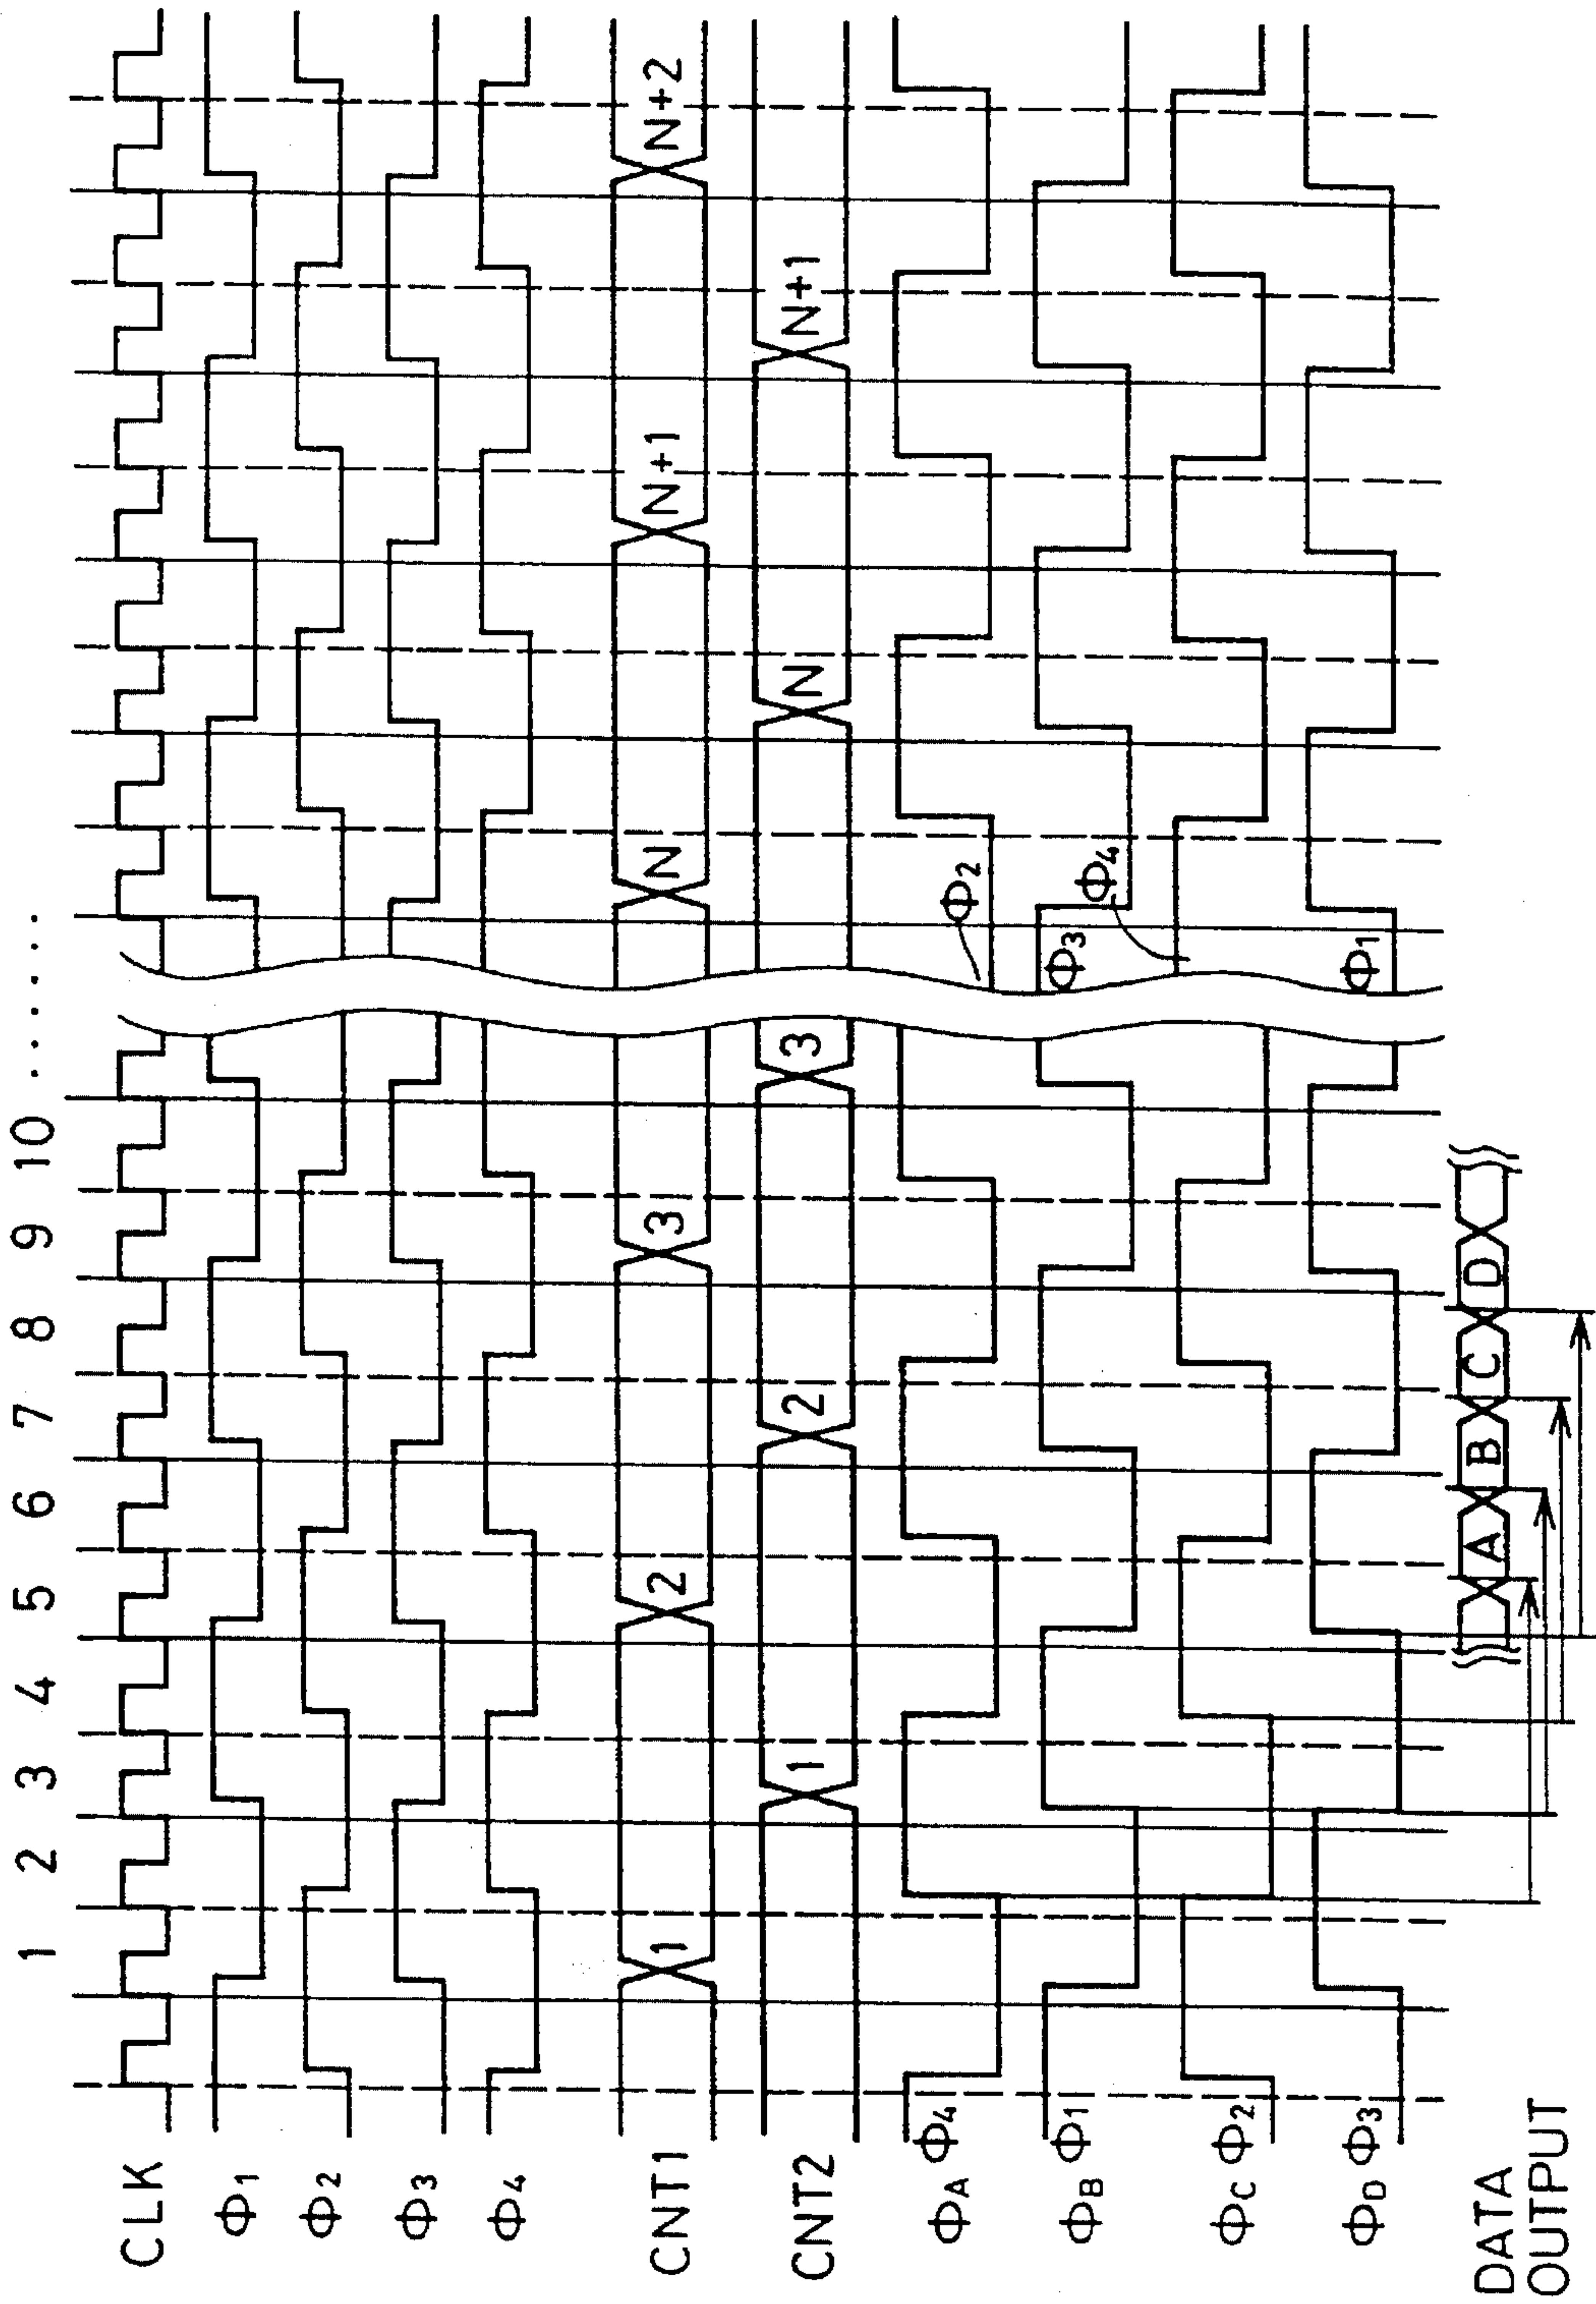 1 2 3 4 5 6 7 8 9 10 . . . . . .
CLK
Φ1
Φ2
Φ3
Φ4
CNT1 1 2 3 N N+1 N+2
CNT2 1 2 3 N N+1
ΦA Φ4 Φ2
ΦB Φ1 Φ3
ΦC Φ2 Φ4
ΦD Φ3 Φ1
DATA
OUTPUT
A B C D